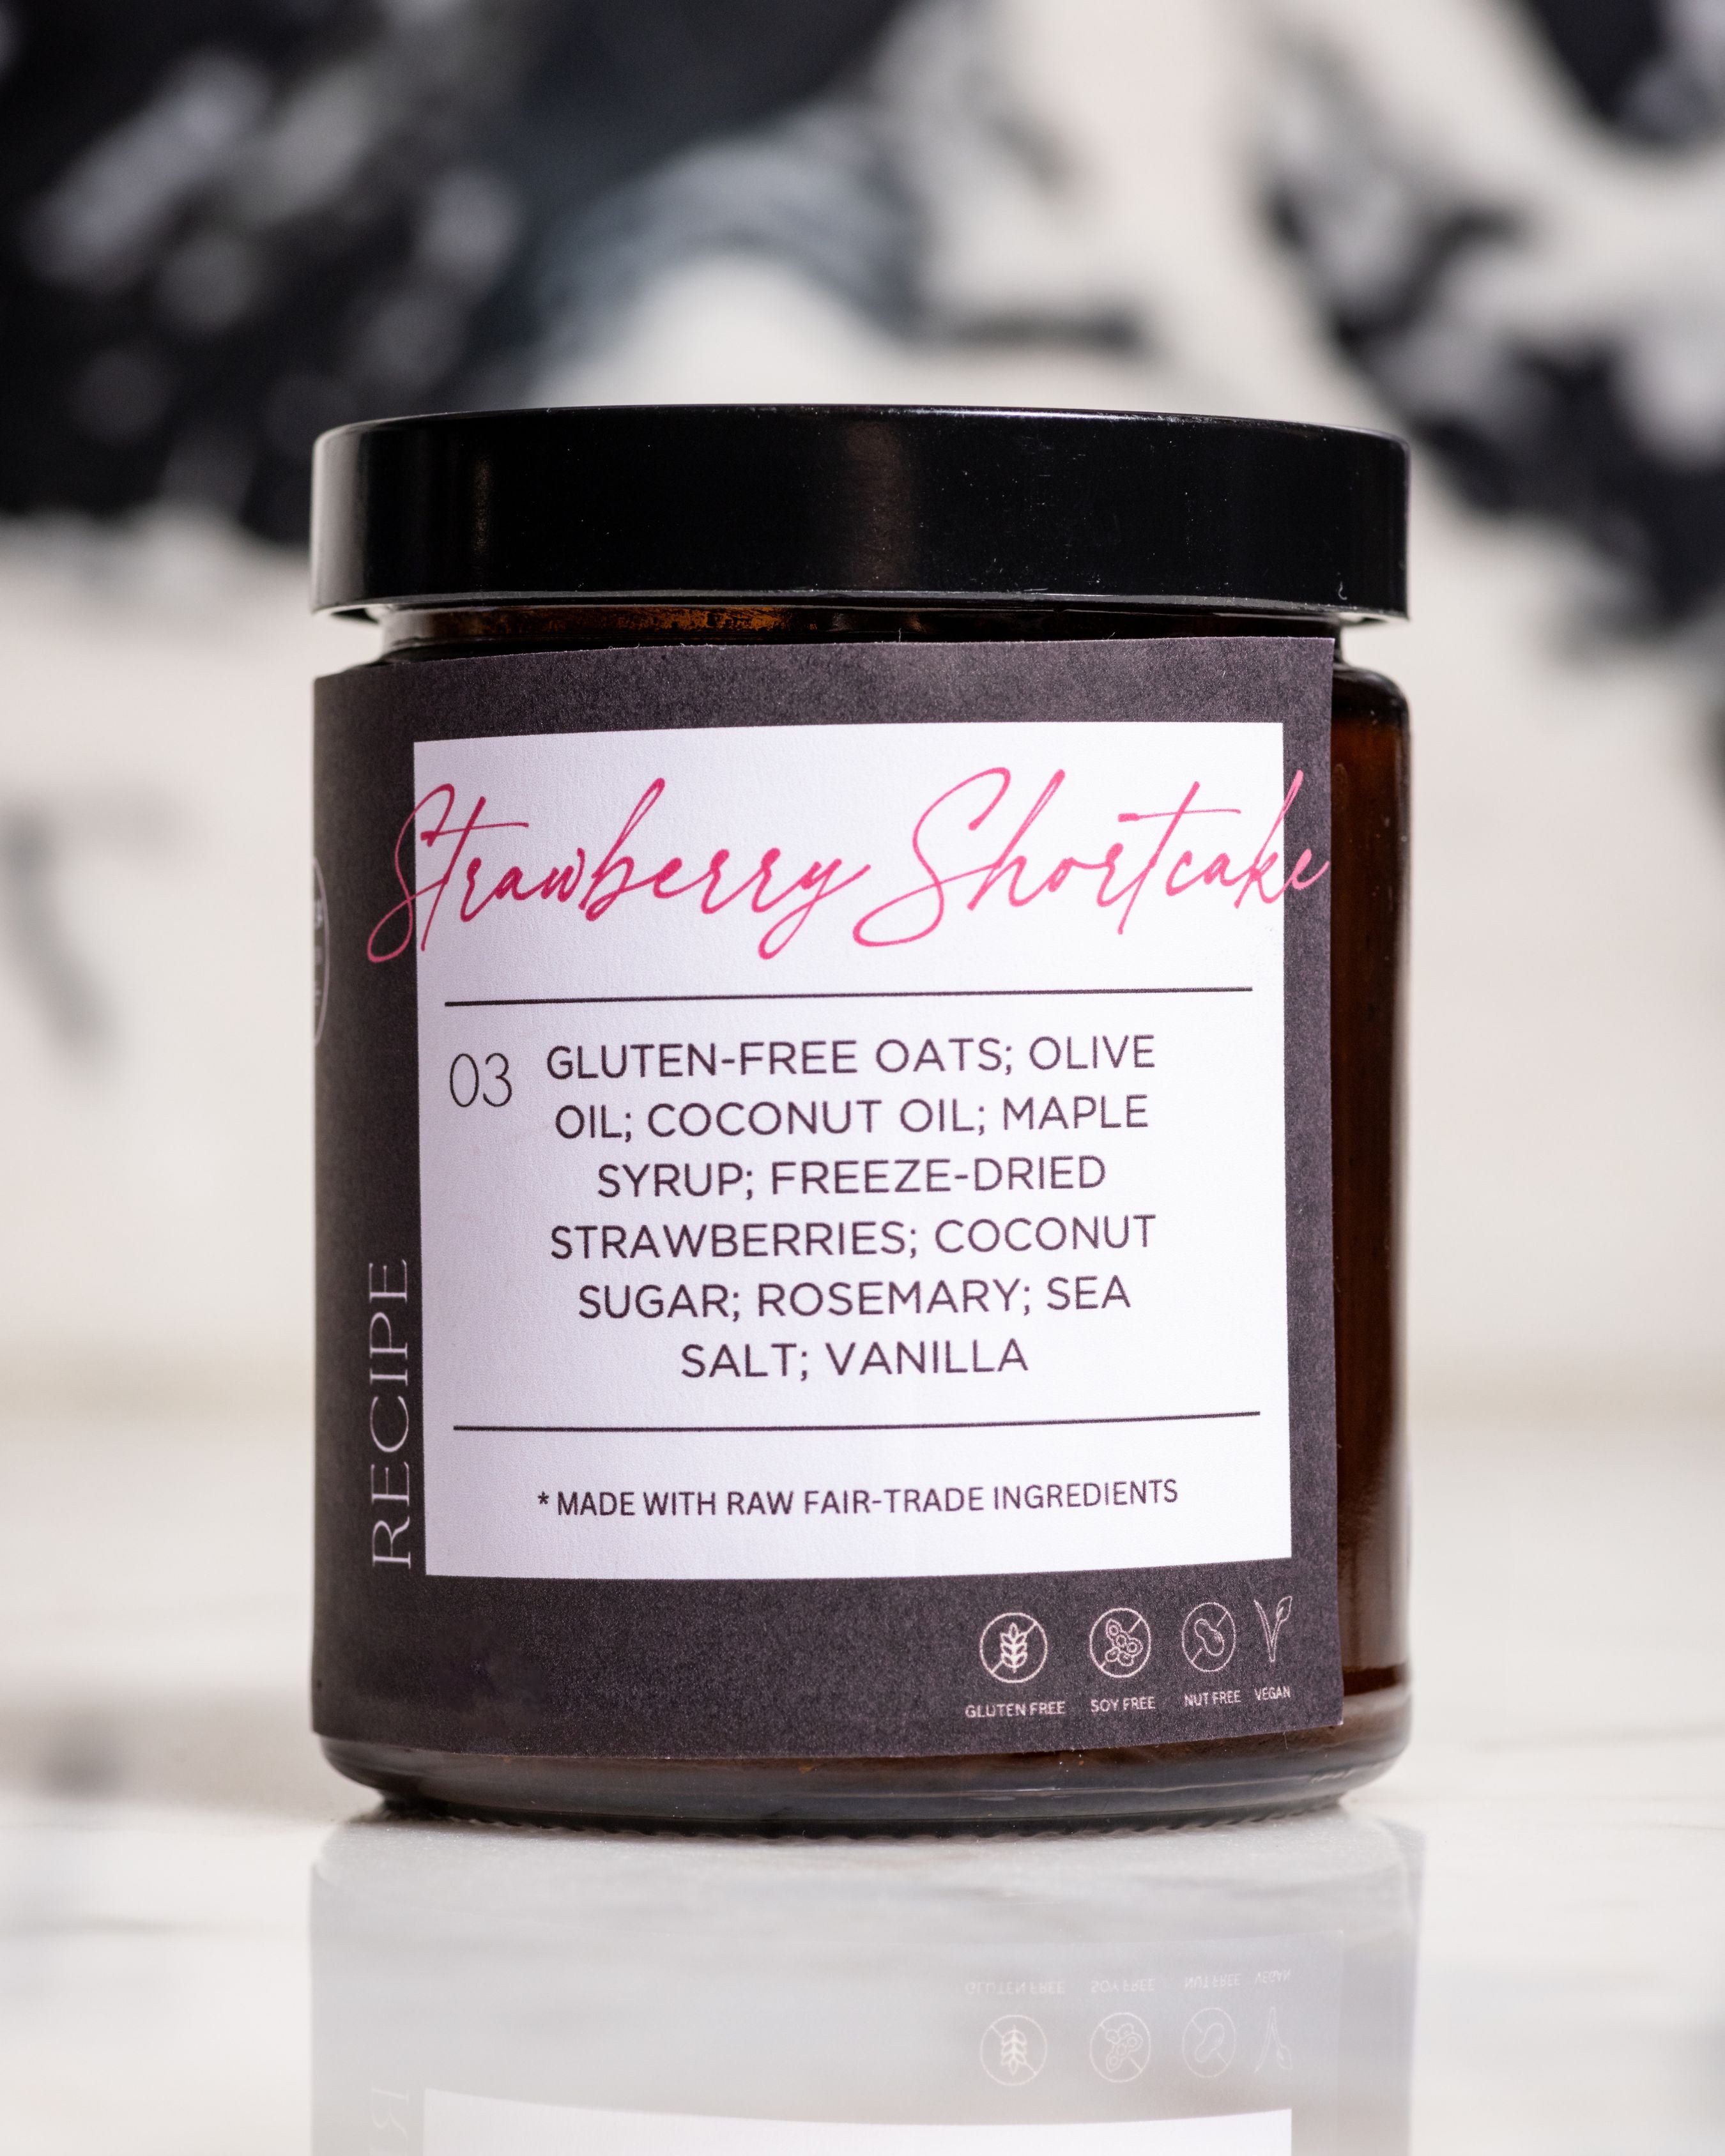 Strawberry Shortcake
03
GLUTEN-FREE OATS; OLIVE
OIL; COCONUT OIL; MAPLE
SYRUP; FREEZE-DRIED
STRAWBERRIES; COCONUT
SUGAR; ROSEMARY; SEA
SALT; VANILLA
* MADE WITH RAW FAIR-TRADE INGREDIENTS
RECIPE
GLUTEN FREE
SOY FREE
NUT FREE
VEGAN